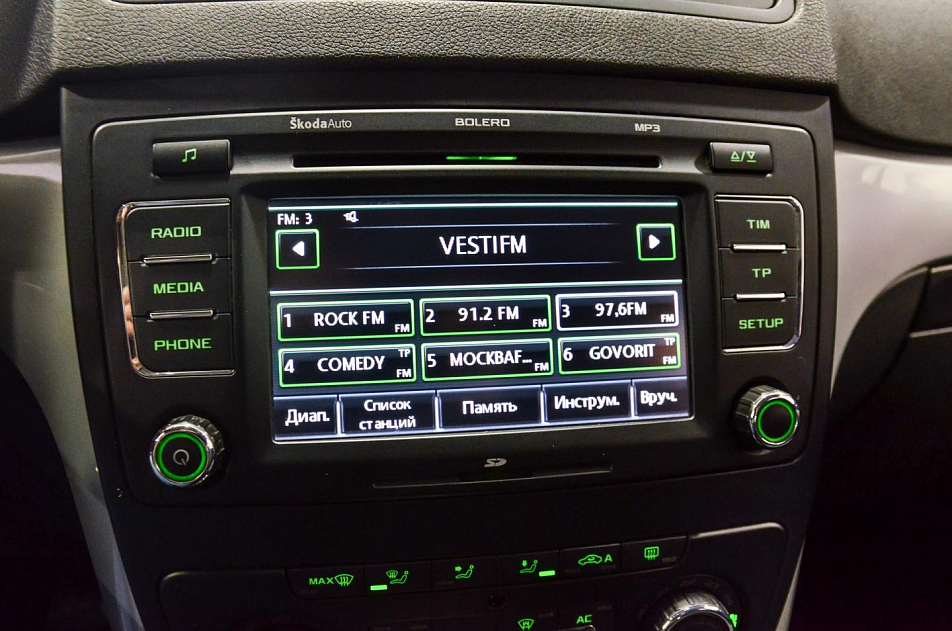 ŠkodaAuto BOLERO MP3
RADIO
MEDIA
PHONE
FM: 3
VESTIFM
1 ROCK FM FM
2 91.2 FM FM
3 97,6FM FM
4 COMEDY TP FM
5 МОСКВАF... FM
6 GOVORIT TP FM
Диап.
Список
станций
Память
Инструм.
Вруч.
TIM
TP
SETUP
SD
MAX
A
AC